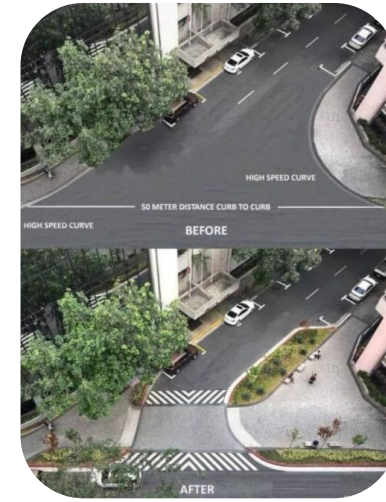 HIGH SPEED CURVE
50 METER DISTANCE CURB TO CURB
HIGH SPEED CURVE
BEFORE
AFTER